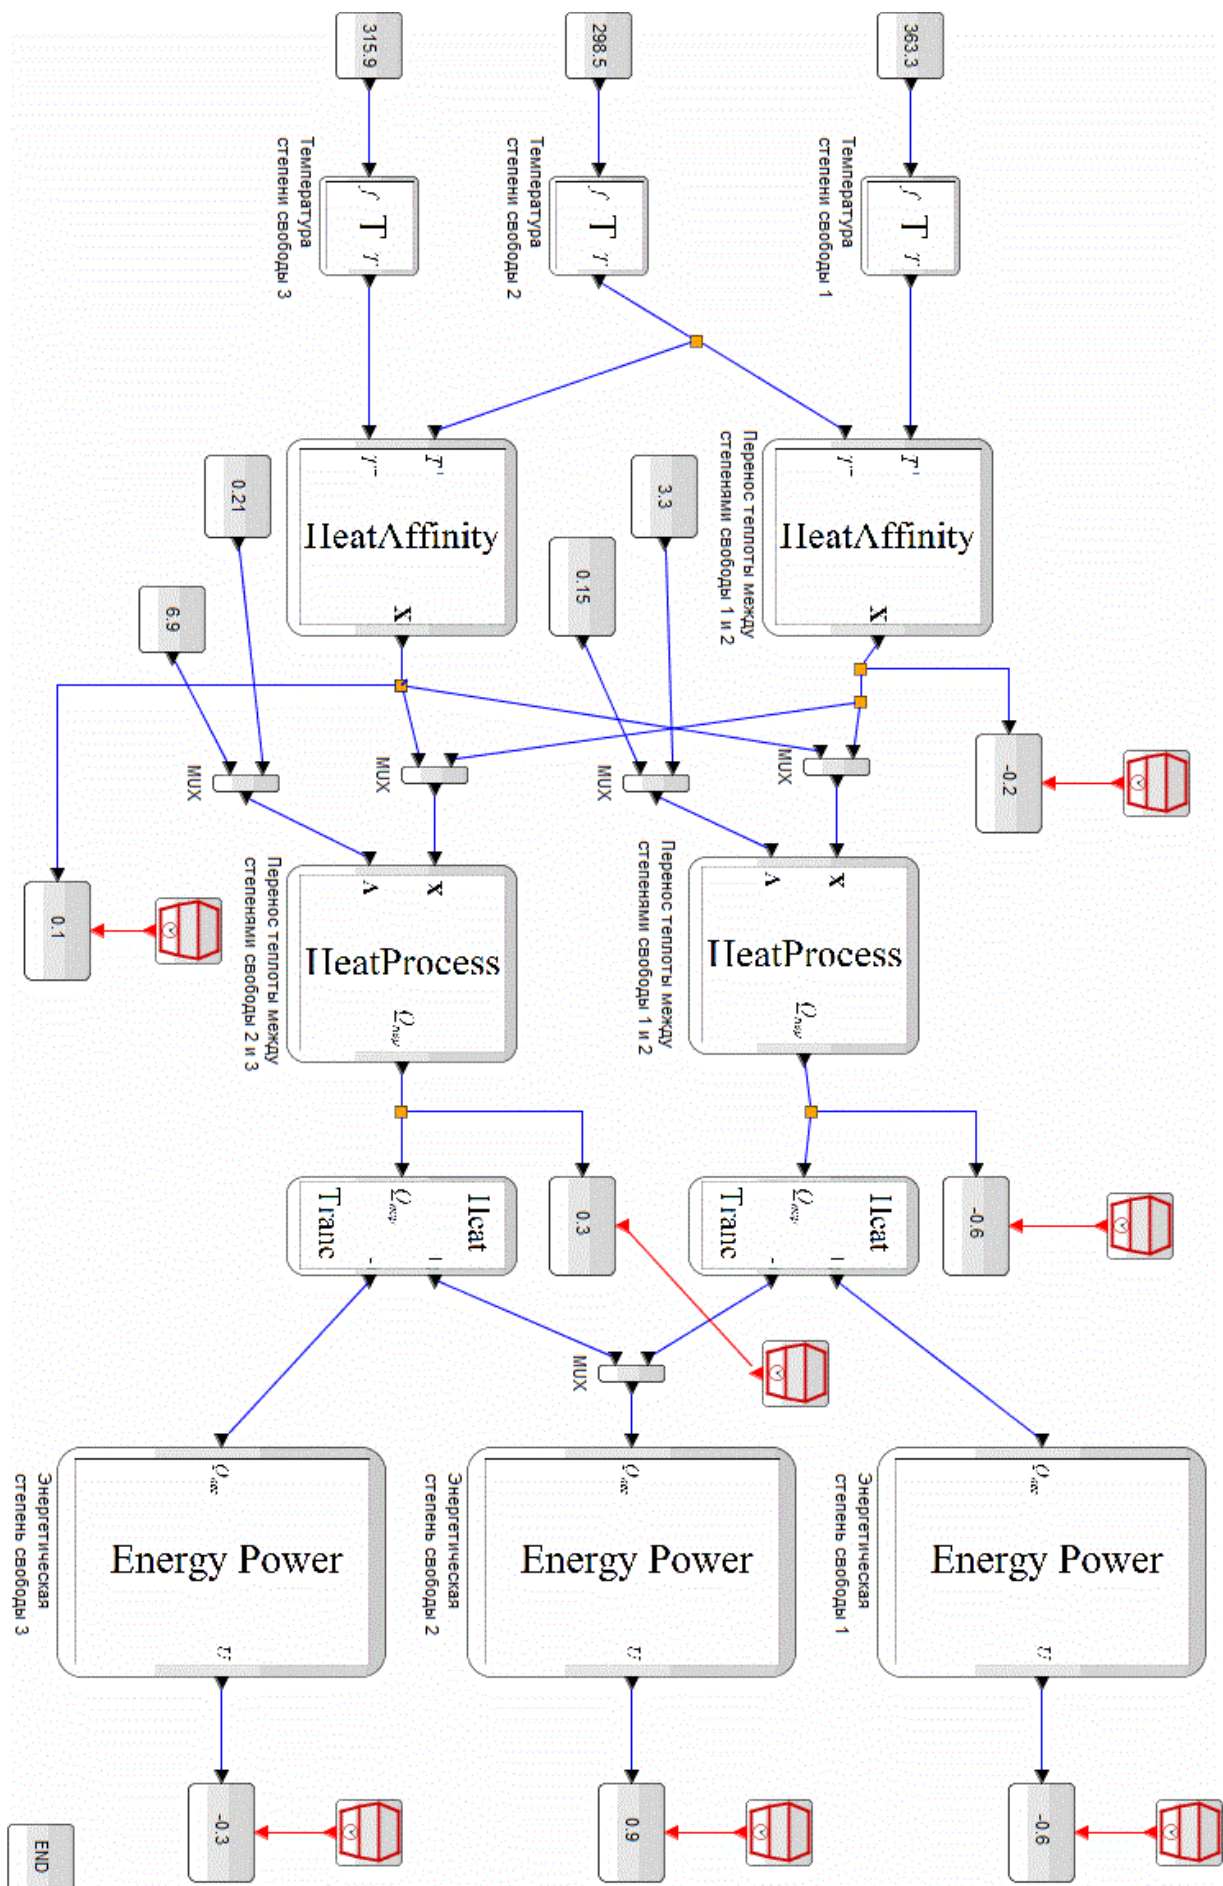 363.3
298.5
315.9
Температура
степени свободы 1
Температура
степени свободы 2
Температура
степени свободы 3
T
T
T
Перенос теплоты между
степенями свободы 1 и 2
HeatAffinity
X
HeatAffinity
X
3.3
0.15
0.21
6.9
-0.2
MUX
MUX
MUX
MUX
0.1
Перенос теплоты между
степенями свободы 1 и 2
X
A
HeatProcess
Перенос теплоты между
степенями свободы 2 и 3
X
A
HeatProcess
-0.6
Heat
Tranc
0.3
Heat
Tranc
MUX
Energy Power
U
Энергетическая
степень свободы 1
Energy Power
U
Энергетическая
степень свободы 2
Energy Power
U
Энергетическая
степень свободы 3
-0.6
0.9
-0.3
END